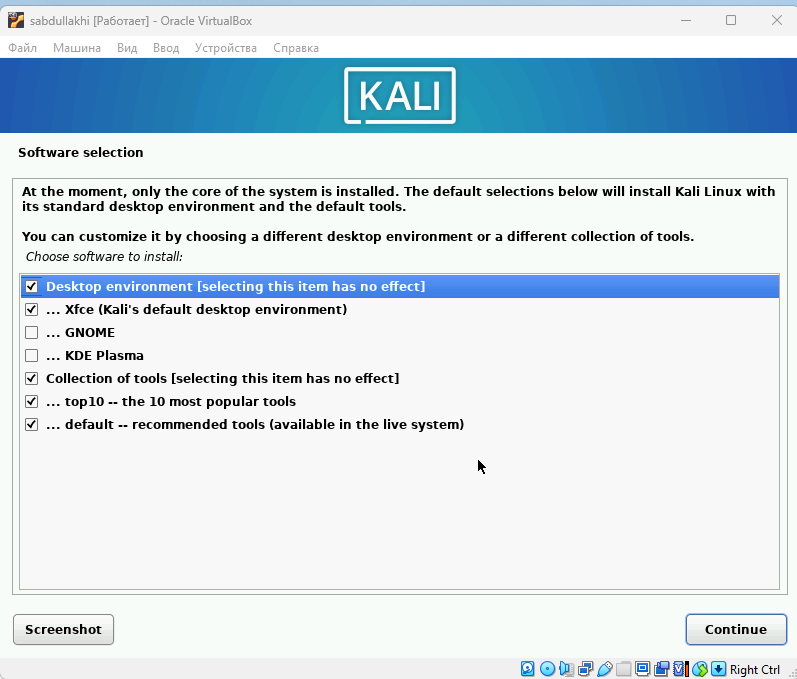 sabdullakhi [Работает] - Oracle VirtualBox
Файл Машина Вид Ввод Устройства Справка
KALI
Software selection
At the moment, only the core of the system is installed. The default selections below will install Kali Linux with
its standard desktop environment and the default tools.
You can customize it by choosing a different desktop environment or a different collection of tools.
Choose software to install:
Desktop environment [selecting this item has no effect]
... Xfce (Kali's default desktop environment)
... GNOME
... KDE Plasma
Collection of tools [selecting this item has no effect]
... top10 -- the 10 most popular tools
... default -- recommended tools (available in the live system)
Screenshot
Continue
Right Ctrl